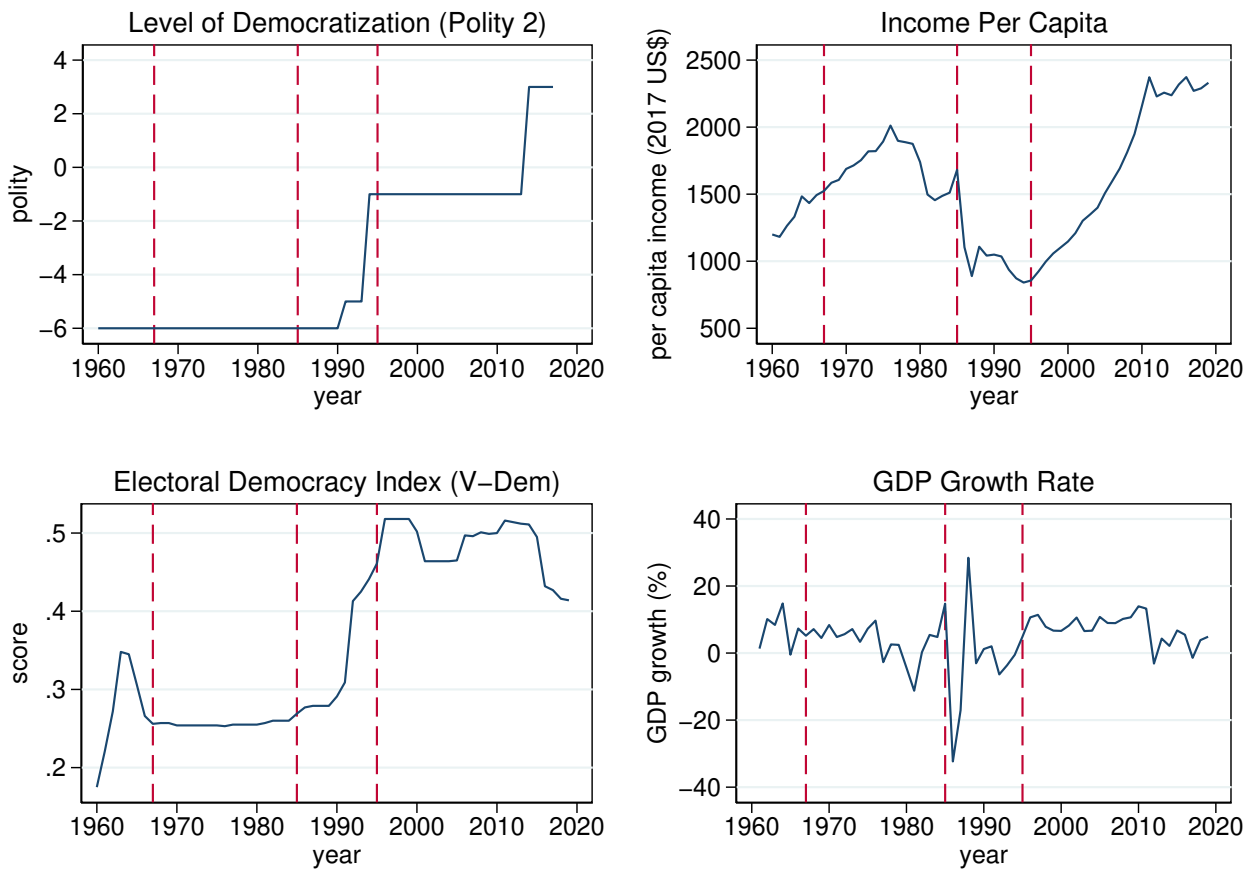 Level of Democratization (Polity 2)
polity
4
2
0
−2
−4
−6
1960 1970 1980 1990 2000 2010 2020
year
Income Per Capita
per capita income (2017 US$)
2500
2000
1500
1000
500
1960 1970 1980 1990 2000 2010 2020
year
Electoral Democracy Index (V−Dem)
score
.5
.4
.3
.2
1960 1970 1980 1990 2000 2010 2020
year
GDP Growth Rate
GDP growth (%)
40
20
0
−20
−40
1960 1970 1980 1990 2000 2010 2020
year